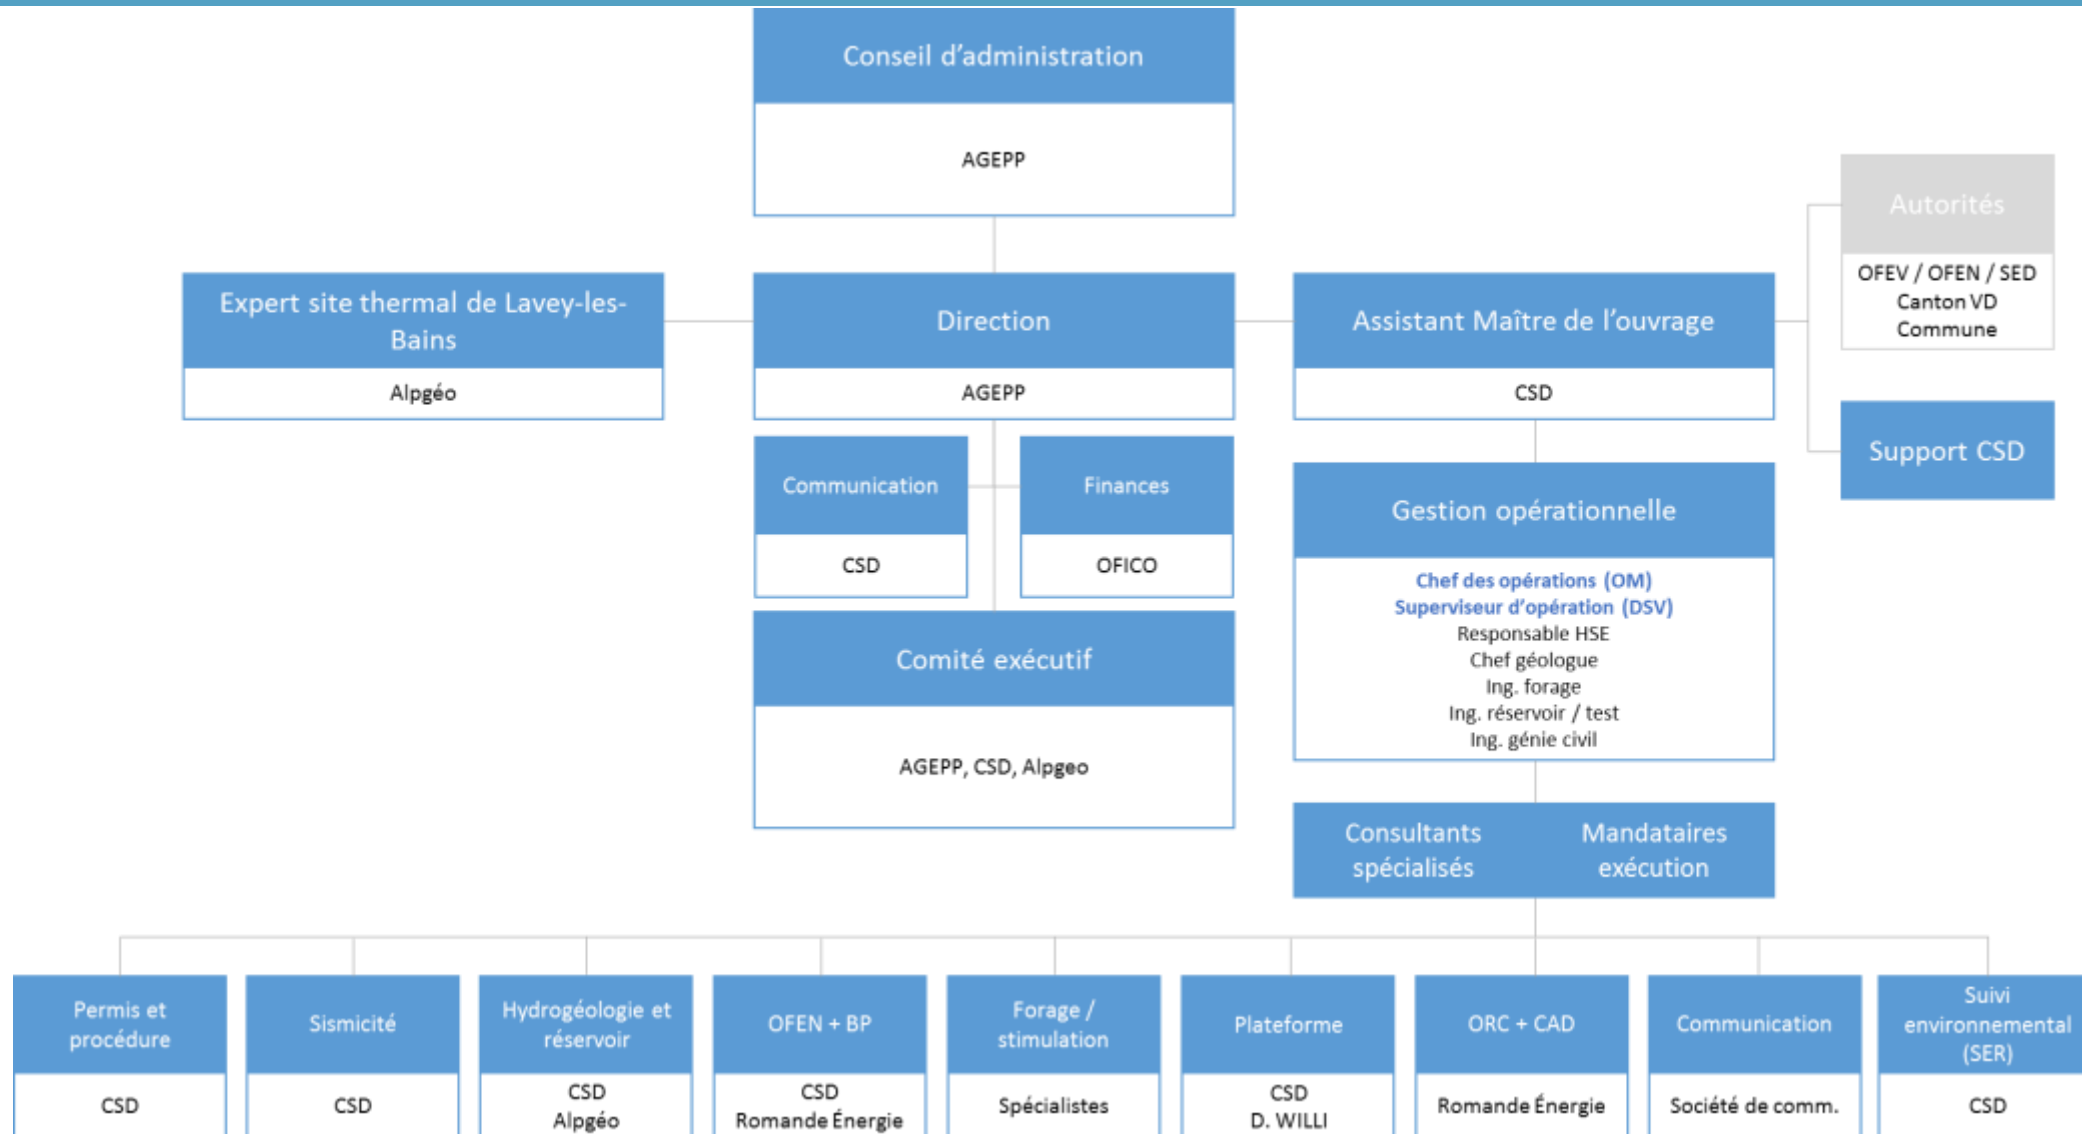 Conseil d'administration
AGEPP
Autorités
OFEV / OFEN / SED
Canton VD
Commune
Expert site thermal de Lavey-les-
Bains
Alpgéo
Direction
AGEPP
Assistant Maître de l'ouvrage
CSD
Support CSD
Communication
CSD
Finances
OFICO
Gestion opérationnelle
Chef des opérations (OM)
Superviseur d'opération (DSV)
Responsable HSE
Chef géologue
Ing. forage
Ing. réservoir / test
Ing. génie civil
Comité exécutif
AGEPP, CSD, Alpgeo
Consultants
spécialisés
Mandataires
exécution
Permis et
procédure
CSD
Sismicité
CSD
Hydrogéologie et
réservoir
CSD
Alpgéo
OFEN + BP
CSD
Romande Énergie
Forage /
stimulation
Spécialistes
Plateforme
CSD
D. WILLI
ORC + CAD
Romande Énergie
Communication
Société de comm.
Suivi
environnemental
(SER)
CSD